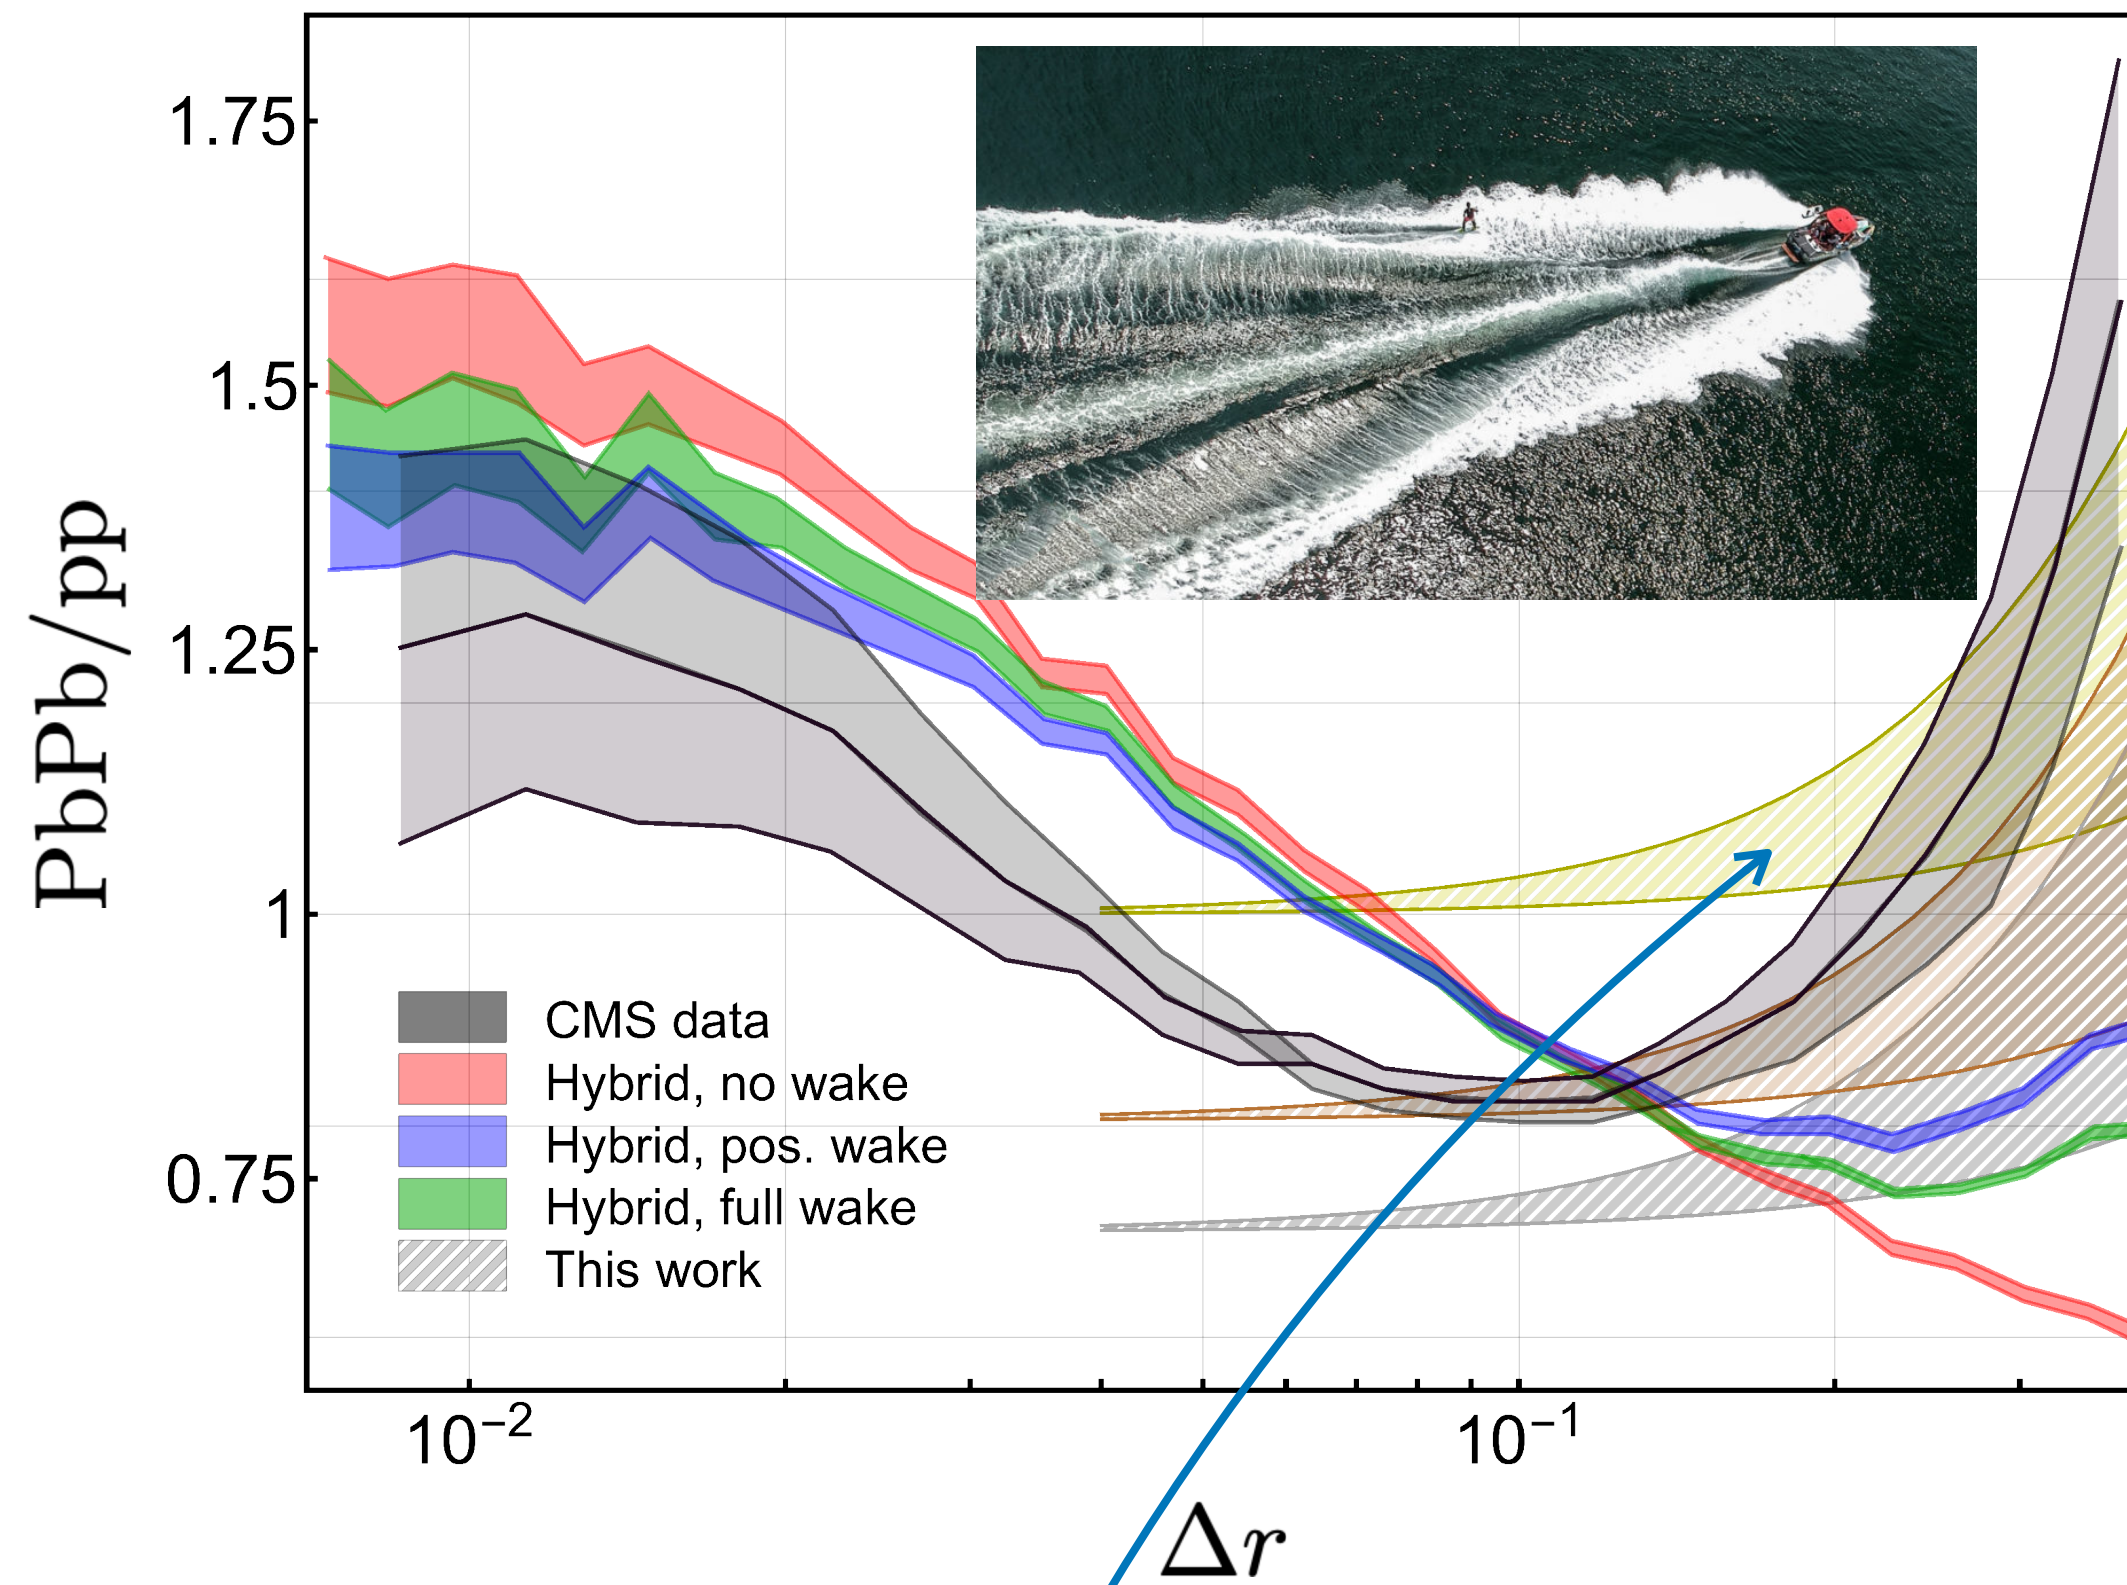 PbPb/pp
1.75
1.5
1.25
1
0.75
CMS data
Hybrid, no wake
Hybrid, pos. wake
Hybrid, full wake
This work
10⁻²
10⁻¹
Δr